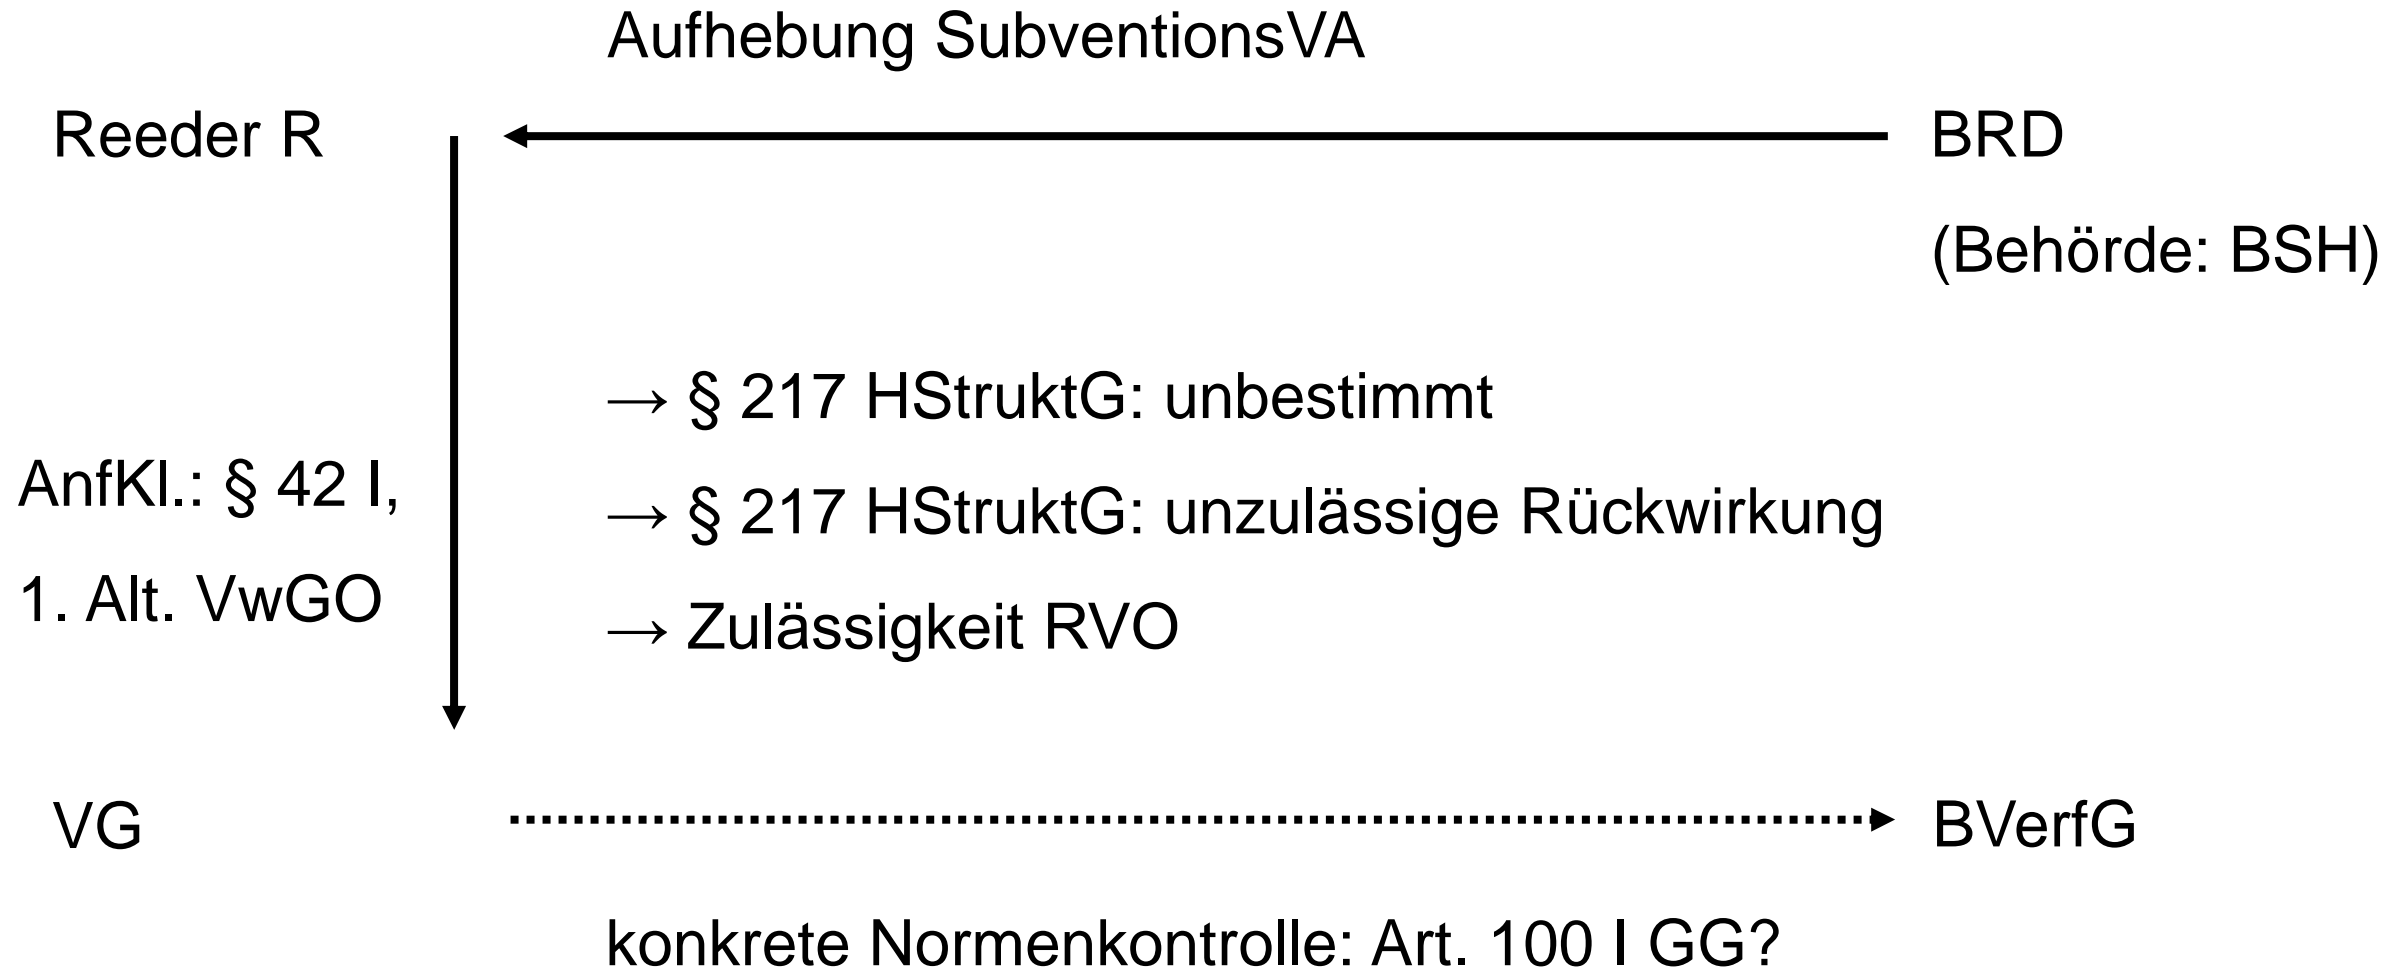 Aufhebung SubventionsVA
Reeder R
BRD
(Behörde: BSH)
→ § 217 HStruktG: unbestimmt
AnfKl.: § 42 I,
→ § 217 HStruktG: unzulässige Rückwirkung
1. Alt. VwGO
→ Zulässigkeit RVO
VG
BVerfG
konkrete Normenkontrolle: Art. 100 I GG?